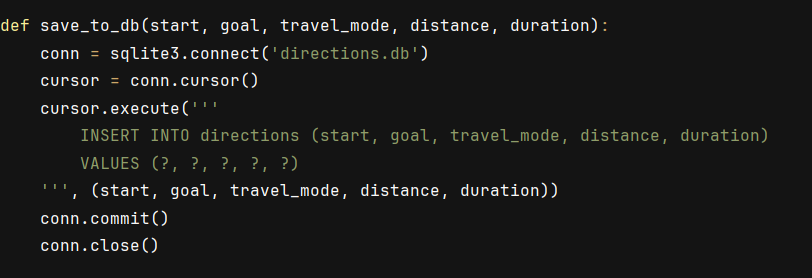 def save_to_db(start, goal, travel_mode, distance, duration):
    conn = sqlite3.connect('directions.db')
    cursor = conn.cursor()
    cursor.execute('''
        INSERT INTO directions (start, goal, travel_mode, distance, duration)
        VALUES (?, ?, ?, ?, ?)
    ''', (start, goal, travel_mode, distance, duration))
    conn.commit()
    conn.close()